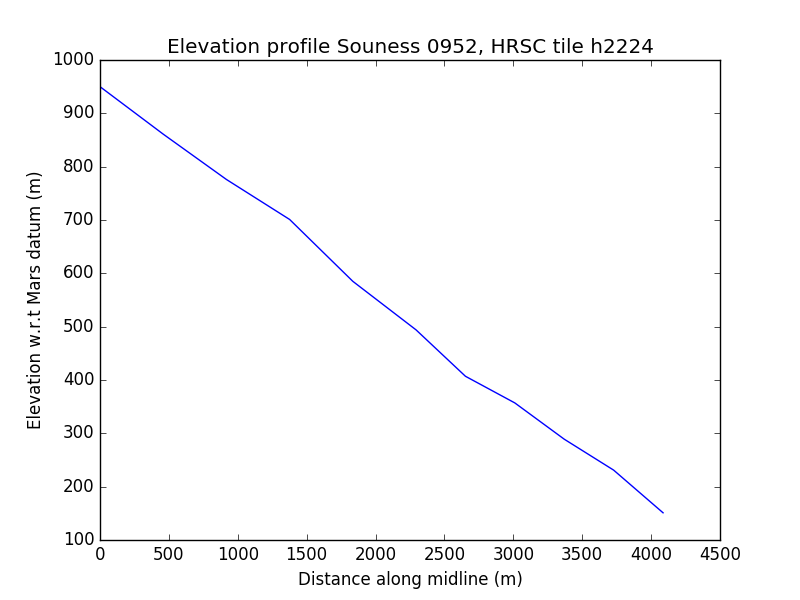 Elevation profile Souness 0952, HRSC tile h2224
Elevation w.r.t Mars datum (m)
1000
900
800
700
600
500
400
300
200
100
0 500 1000 1500 2000 2500 3000 3500 4000 4500
Distance along midline (m)